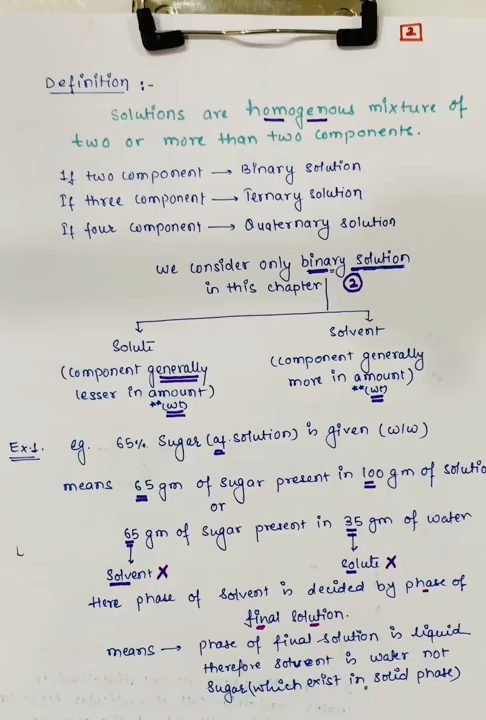 2
Definition :-
Solutions are homogenous mixture of
two or more than two components.
If two component → Binary solution
If three component → Ternary solution
If four component → Quaternary solution
we consider only binary solution
in this chapter 2
Solute
(component generally
lesser in amount)
**(wt)
Solvent
(component generally
more in amount)
**(wt)
Ex.1. eg. 65% Sugar (aq. solution) is given (w/w)
means 65 gm of sugar present in 100 gm of solutio
or
65 gm of sugar present in 35 gm of water
Solvent X solute X
Here phase of solvent is decided by phase of
final solution.
means → phase of final solution is liquid
therefore solvent is water not
sugar (which exist in solid phase)